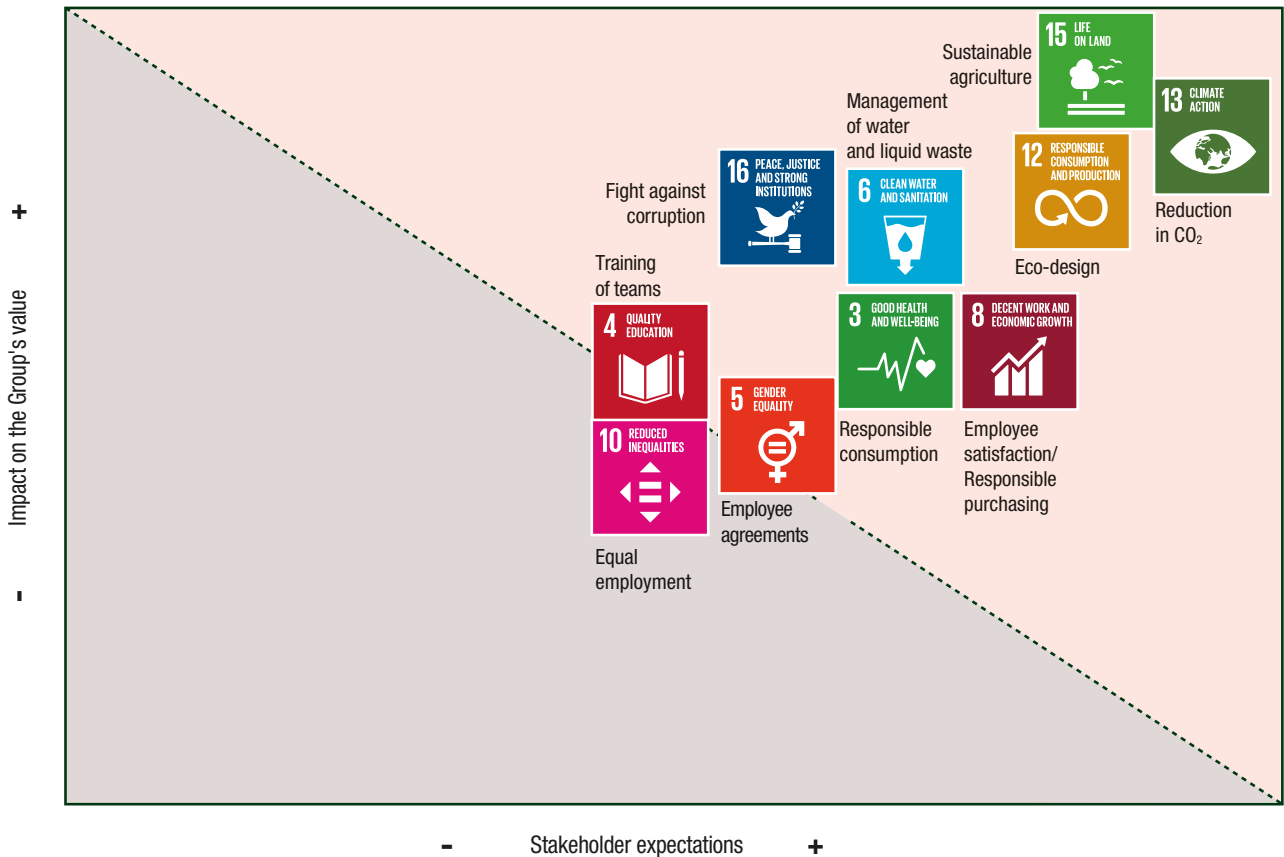 15 LIFE
ON LAND
Sustainable
agriculture
13 CLIMATE
ACTION
Reduction
in CO₂
Management
of water
and liquid waste
12 RESPONSIBLE
CONSUMPTION
AND PRODUCTION
Eco-design
16 PEACE, JUSTICE
AND STRONG
INSTITUTIONS
Fight against
corruption
6 CLEAN WATER
AND SANITATION
Training
of teams
4 QUALITY
EDUCATION
3 GOOD HEALTH
AND WELL-BEING
Responsible
consumption
8 DECENT WORK AND
ECONOMIC GROWTH
Employee
satisfaction/
Responsible
purchasing
5 GENDER
EQUALITY
Employee
agreements
10 REDUCED
INEQUALITIES
Equal
employment
- Impact on the Group's value +
- Stakeholder expectations +